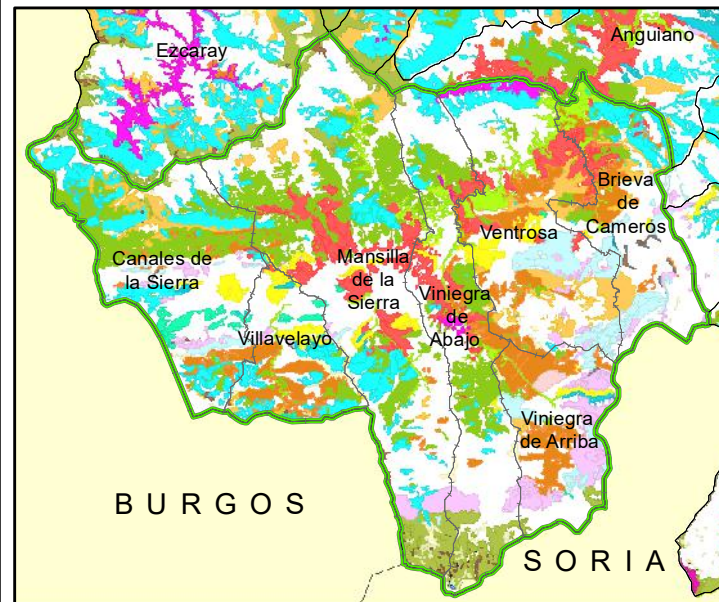 Ezcaray
Anguiano
Brieva
de
Cameros
Ventrosa
Canales de
la Sierra
Mansilla
de la
Sierra
Viniegra
de
Abajo
Villavelayo
Viniegra
de Arriba
BURGOS
SORIA